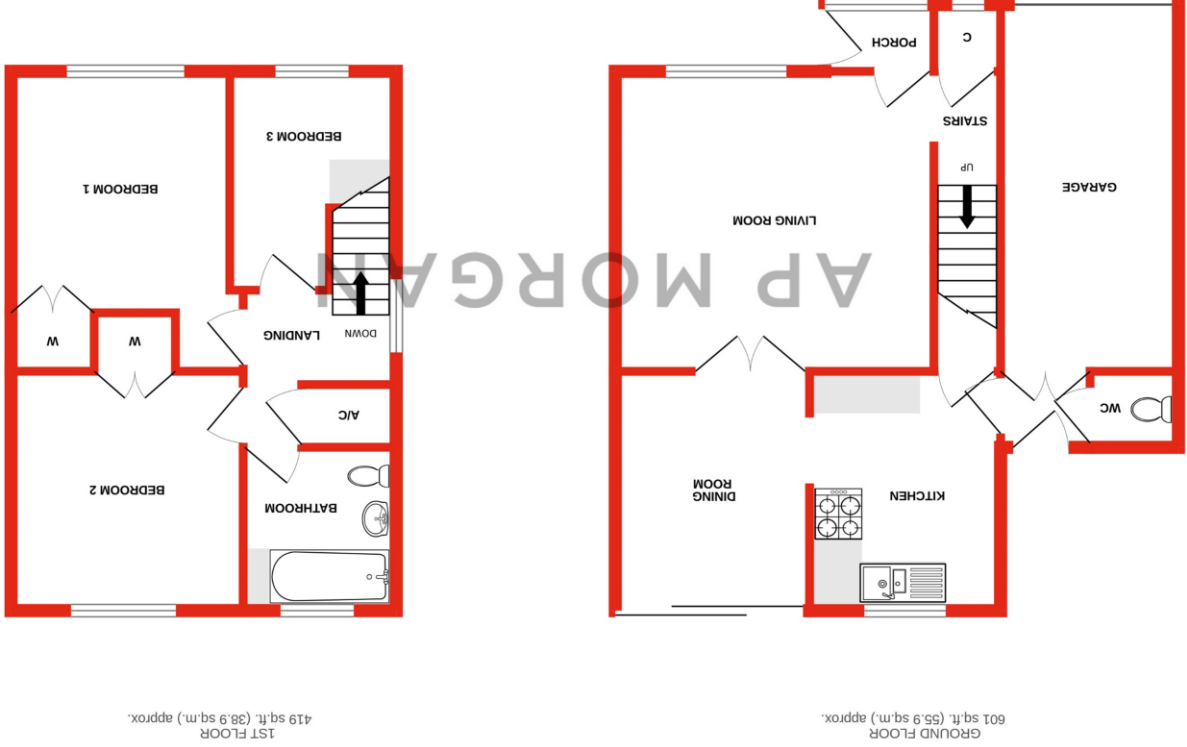 GROUND FLOOR
601 sq.ft. (55.9 sq.m.) approx.
1ST FLOOR
419 sq.ft. (38.9 sq.m.) approx.
KITCHEN
DINING
ROOM
WC
LIVING ROOM
GARAGE
UP
STAIRS
C
PORCH
BATHROOM
BEDROOM 2
A/C
DOWN
LANDING
W
W
BEDROOM 1
BEDROOM 3
AP MORGAN